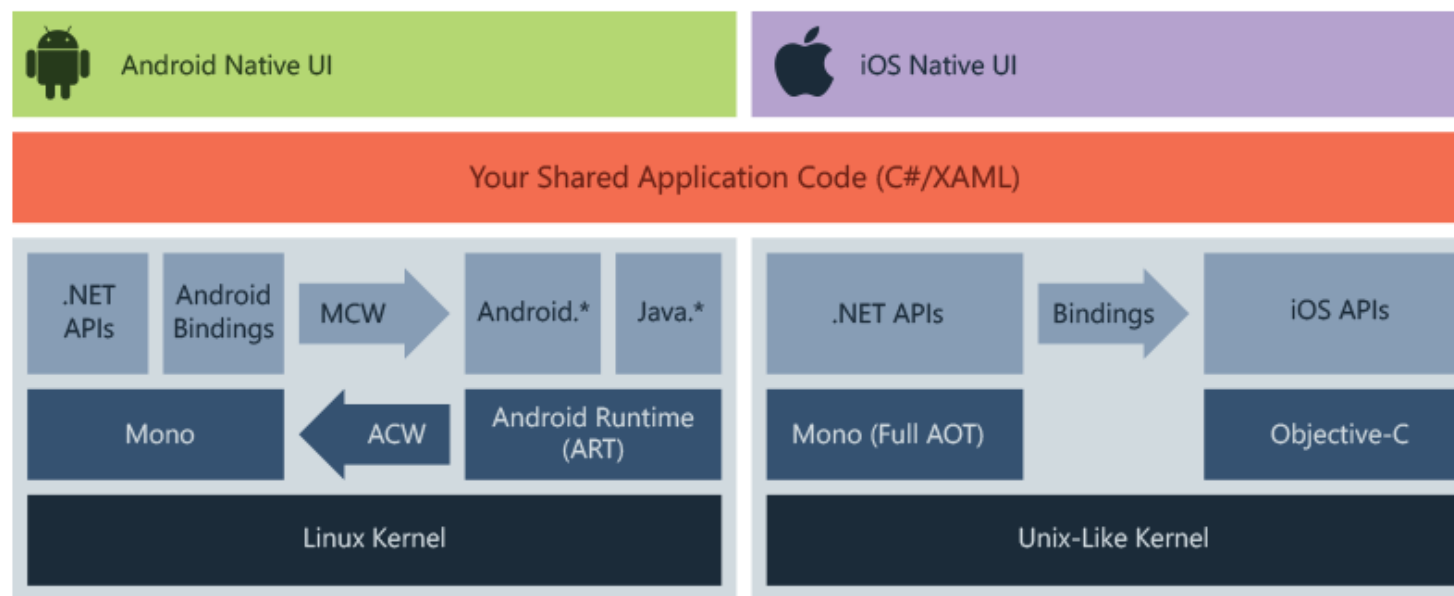 Android Native UI
iOS Native UI
Your Shared Application Code (C#/XAML)
.NET
APIs
Android
Bindings
MCW
Android.*
Java.*
Mono
ACW
Android Runtime
(ART)
Linux Kernel
.NET APIs
Bindings
iOS APIs
Mono (Full AOT)
Objective-C
Unix-Like Kernel